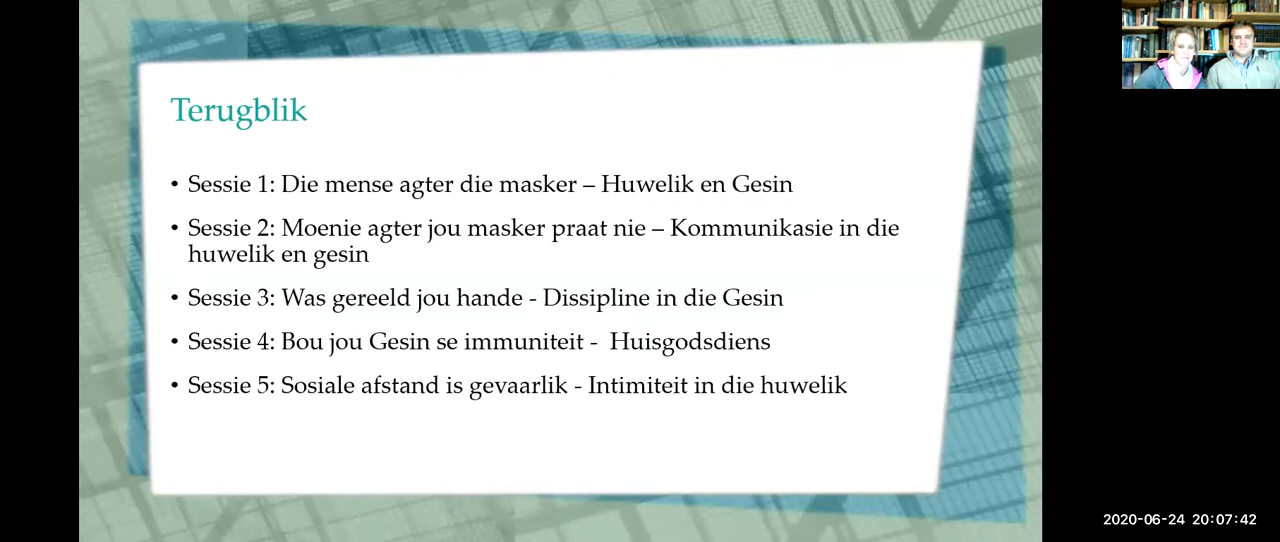 Terugblik
• Sessie 1: Die mense agter die masker – Huwelik en Gesin
• Sessie 2: Moenie agter jou masker praat nie – Kommunikasie in die
huwelik en gesin
• Sessie 3: Was gereeld jou hande - Dissipline in die Gesin
• Sessie 4: Bou jou Gesin se immuniteit -  Huisgodsdiens
• Sessie 5: Sosiale afstand is gevaarlik - Intimiteit in die huwelik
2020-06-24 20:07:42